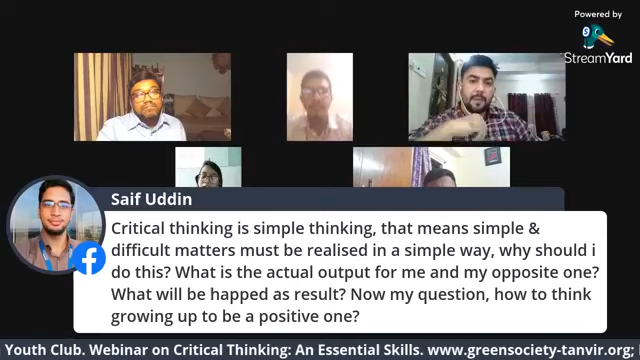 Powered by
StreamYard
Saif Uddin
Critical thinking is simple thinking, that means simple &
difficult matters must be realised in a simple way, why should i
do this? What is the actual output for me and my opposite one?
What will be happed as result? Now my question, how to think
growing up to be a positive one?
Youth Club. Webinar on Critical Thinking: An Essential Skills. www.greensociety-tanvir.org;